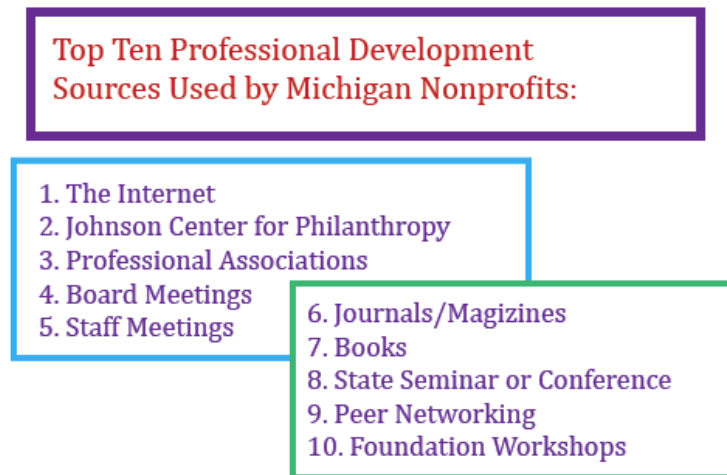 Top Ten Professional Development
Sources Used by Michigan Nonprofits:
1. The Internet
2. Johnson Center for Philanthropy
3. Professional Associations
4. Board Meetings
5. Staff Meetings
6. Journals/Magizines
7. Books
8. State Seminar or Conference
9. Peer Networking
10. Foundation Workshops